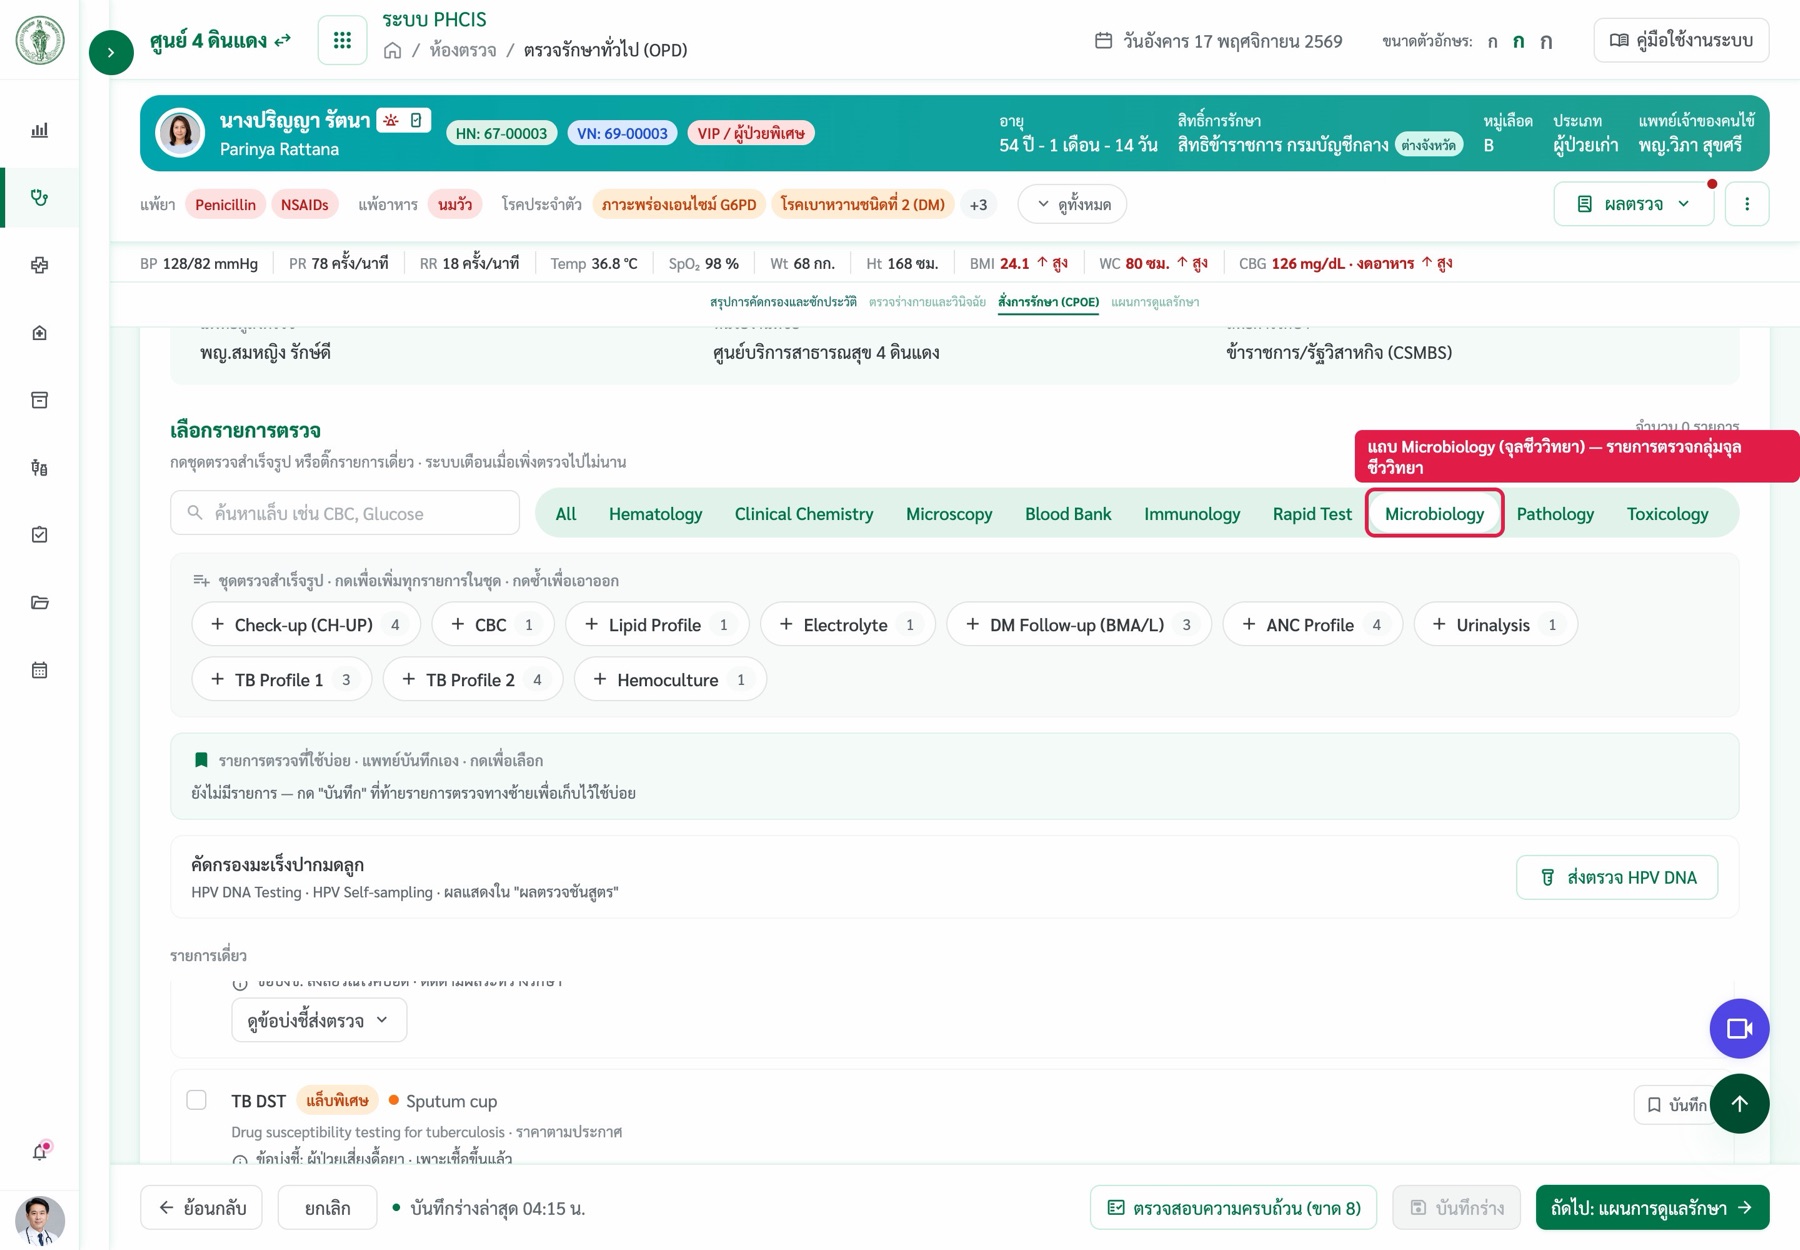 ศูนย์ 4 ดินแดง
ระบบ PHCIS
/ ห้องตรวจ / ตรวจรักษาทั่วไป (OPD)
วันอังคาร 17 พฤศจิกายน 2569
ขนาดตัวอักษร: ก ก ก
คู่มือใช้งานระบบ
นางปริญญา รัตนา
Parinya Rattana
HN: 67-00003
VN: 69-00003
VIP / ผู้ป่วยพิเศษ
อายุ
54 ปี - 1 เดือน - 14 วัน
สิทธิ์การรักษา
สิทธิข้าราชการ กรมบัญชีกลาง ต่างจังหวัด
หมู่เลือด
B
ประเภท
ผู้ป่วยเก่า
แพทย์เจ้าของคนไข้
พญ.วิภา สุขศรี
แพ้ยา Penicillin NSAIDs แพ้อาหาร นมวัว โรคประจำตัว ภาวะพร่องเอนไซม์ G6PD โรคเบาหวานชนิดที่ 2 (DM) +3 ดูทั้งหมด
ผลตรวจ
BP 128/82 mmHg PR 78 ครั้ง/นาที RR 18 ครั้ง/นาที Temp 36.8 °C SpO₂ 98 % Wt 68 กก. Ht 168 ซม. BMI 24.1 ↑ สูง WC 80 ซม. ↑ สูง CBG 126 mg/dL · งดอาหาร ↑ สูง
สรุปการคัดกรองและซักประวัติ ตรวจร่างกายและวินิจฉัย สั่งการรักษา (CPOE) แผนการดูแลรักษา
พญ.สมหญิง รักษ์ดี
ศูนย์บริการสาธารณสุข 4 ดินแดง
ข้าราชการ/รัฐวิสาหกิจ (CSMBS)
เลือกรายการตรวจ
จำนวน 0 รายการ
กดชุดตรวจสำเร็จรูป หรือติ๊กรายการเดี่ยว · ระบบเตือนเมื่อเพิ่งตรวจไปไม่นาน
แถบ Microbiology (จุลชีววิทยา) — รายการตรวจกลุ่มจุล
ชีววิทยา
ค้นหาแล็บ เช่น CBC, Glucose
All Hematology Clinical Chemistry Microscopy Blood Bank Immunology Rapid Test Microbiology Pathology Toxicology
ชุดตรวจสำเร็จรูป · กดเพื่อเพิ่มทุกรายการในชุด · กดซ้ำเพื่อเอาออก
+ Check-up (CH-UP) 4 + CBC 1 + Lipid Profile 1 + Electrolyte 1 + DM Follow-up (BMA/L) 3 + ANC Profile 4 + Urinalysis 1
+ TB Profile 1 3 + TB Profile 2 4 + Hemoculture 1
รายการตรวจที่ใช้บ่อย · แพทย์บันทึกเอง · กดเพื่อเลือก
ยังไม่มีรายการ — กด "บันทึก" ที่ท้ายรายการตรวจทางซ้ายเพื่อเก็บไว้ใช้บ่อย
คัดกรองมะเร็งปากมดลูก
HPV DNA Testing · HPV Self-sampling · ผลแสดงใน "ผลตรวจชันสูตร"
ส่งตรวจ HPV DNA
รายการเดี่ยว
ดูข้อบ่งชี้ส่งตรวจ
TB DST แล็บพิเศษ Sputum cup
บันทึก
Drug susceptibility testing for tuberculosis · ราคาตามประกาศ
ข้อบ่งชี้: ผู้ป่วยเสี่ยงดื้อยา · เพาะเชื้อขึ้นแล้ว
← ย้อนกลับ
ยกเลิก
บันทึกร่างล่าสุด 04:15 น.
ตรวจสอบความครบถ้วน (ขาด 8)
บันทึกร่าง
ถัดไป: แผนการดูแลรักษา →